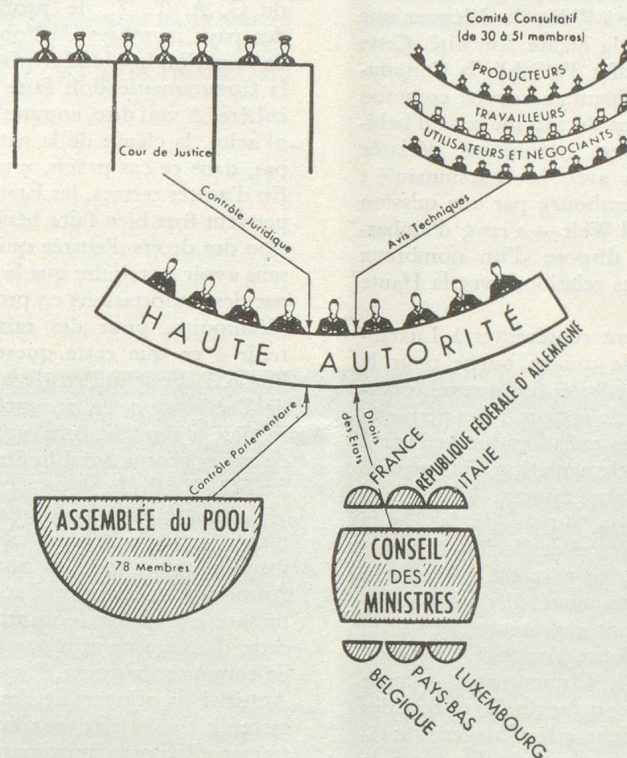 Comité Consultatif
(de 30 à 51 membres)
PRODUCTEURS
TRAVAILLEURS
UTILISATEURS ET NÉGOCIANTS
Cour de Justice
Contrôle Juridique
Avis Techniques
HAUTE AUTORITÉ
Contrôle Parlementaire
Droits
des Etats
FRANCE
RÉPUBLIQUE FÉDÉRALE D'ALLEMAGNE
ITALIE
ASSEMBLÉE du POOL
78 Membres
CONSEIL
DES
MINISTRES
BELGIQUE
PAYS-BAS
LUXEMBOURG